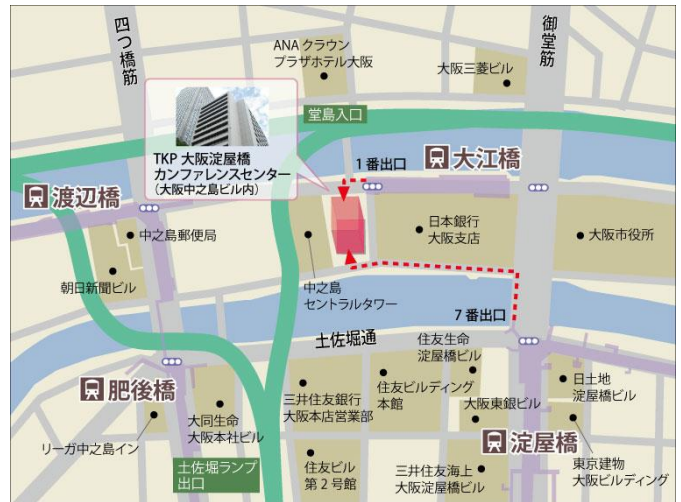 四つ橋筋
御堂筋
ANAクラウン
プラザホテル大阪
大阪三菱ビル
堂島入口
TKP 大阪淀屋橋
カンファレンスセンター
（大阪中之島ビル内）
1番出口
大江橋
渡辺橋
中之島郵便局
日本銀行
大阪支店
大阪市役所
朝日新聞ビル
中之島
セントラルタワー
7番出口
土佐堀通
住友生命
淀屋橋ビル
肥後橋
三井住友銀行
大阪本店営業部
住友ビルディング
本館
日土地
淀屋橋ビル
大同生命
大阪本社ビル
大阪東銀ビル
リーガ中之島イン
淀屋橋
土佐堀ランプ
出口
住友ビル
第2号館
三井住友海上
大阪淀屋橋ビル
東京建物
大阪ビルディング